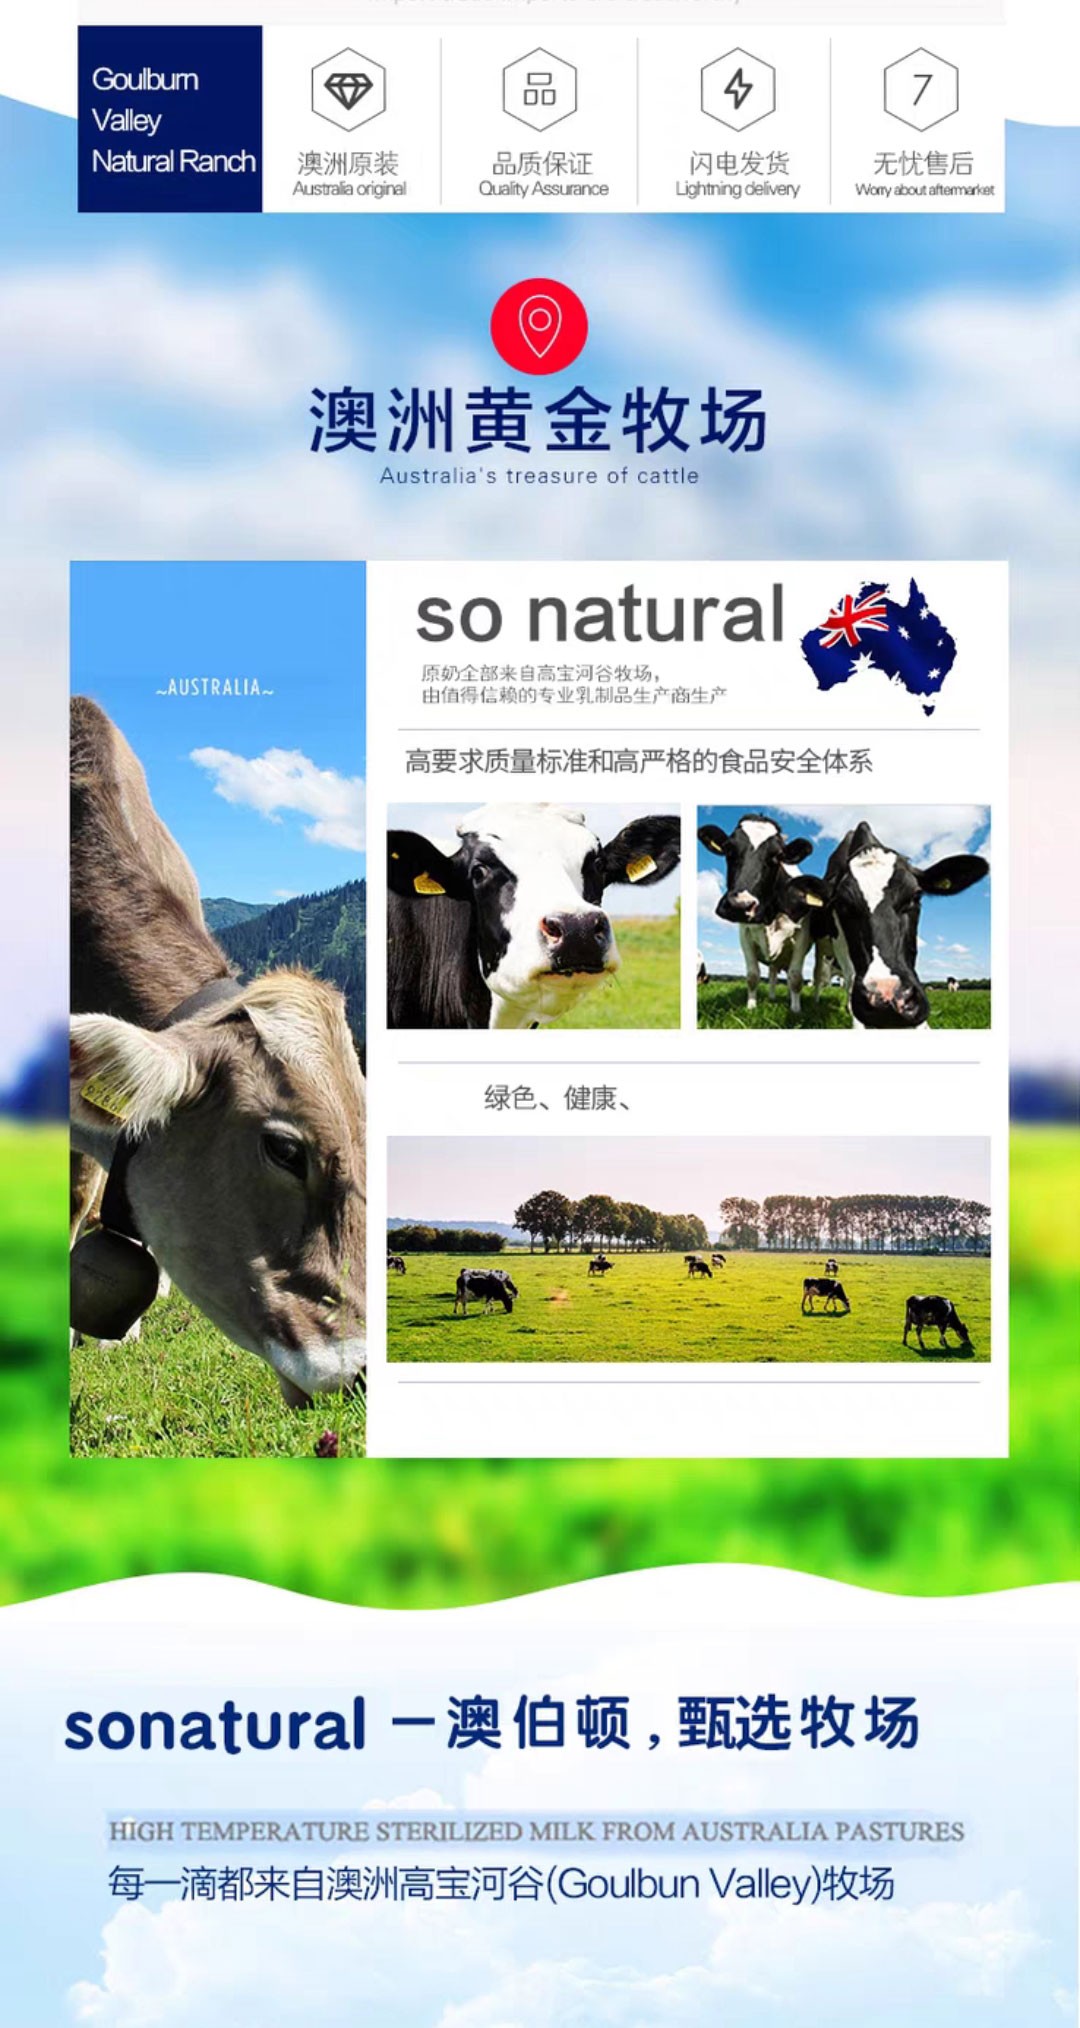 Goulburn
Valley
Natural Ranch
澳洲原装
Australia original
品质保证
Quality Assurance
闪电发货
Lightning delivery
7
无忧售后
Worry about aftermarket
澳洲黄金牧场
Australia's treasure of cattle
~AUSTRALIA~
so natural
原奶全部来自高宝河谷牧场,
由值得信赖的专业乳制品生产商生产
高要求质量标准和高严格的食品安全体系
绿色、健康、
sonatural 一澳伯顿,甄选牧场
HIGH TEMPERATURE STERILIZED MILK FROM AUSTRALIA PASTURES
每一滴都来自澳洲高宝河谷(Goulbun Valley)牧场